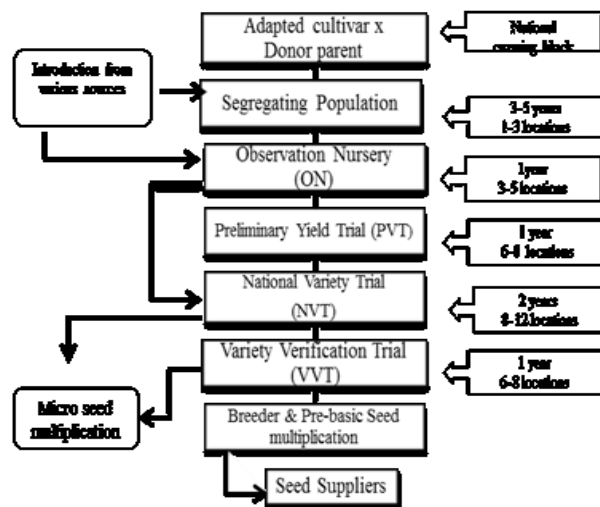 Adapted cultivar x
Donor parent
National
crossing block
Introduction from
various sources
Segregating Population
3-5 years
1-3 locations
Observation Nursery
(ON)
1year
3-5 locations
Preliminary Yield Trial (PVT)
1 year
6-8 locations
National Variety Trial
(NVT)
2 years
8-12 locations
Variety Verification Trial
(VVT)
1 year
6-8 locations
Micro seed
multiplication
Breeder & Pre-basic Seed
multiplication
Seed Suppliers